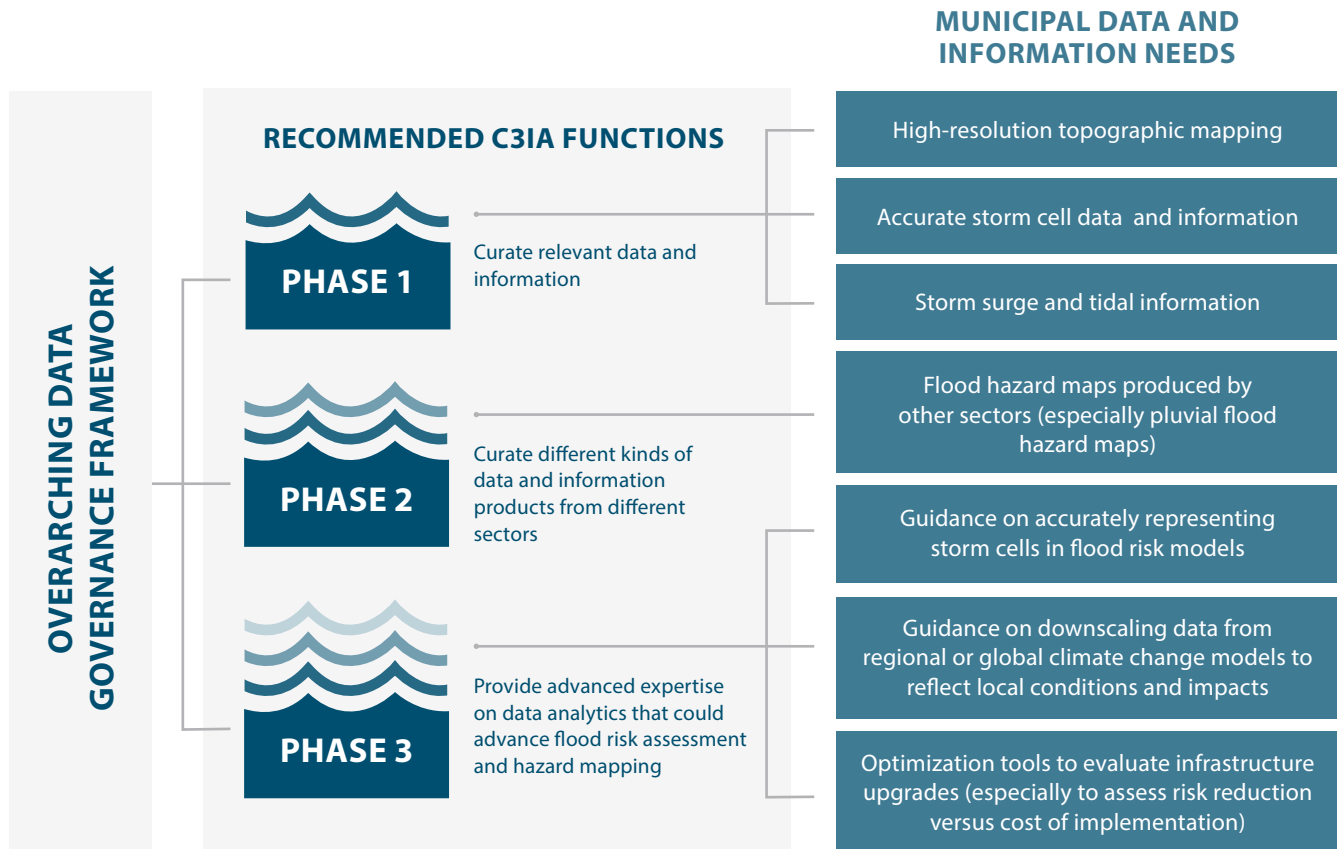 OVERARCHING DATA
GOVERNANCE FRAMEWORK
RECOMMENDED C3IA FUNCTIONS
PHASE 1
Curate relevant data and
information
PHASE 2
Curate different kinds of
data and information
products from different
sectors
PHASE 3
Provide advanced expertise
on data analytics that could
advance flood risk assessment
and hazard mapping
MUNICIPAL DATA AND
INFORMATION NEEDS
High-resolution topographic mapping
Accurate storm cell data and information
Storm surge and tidal information
Flood hazard maps produced by
other sectors (especially pluvial flood
hazard maps)
Guidance on accurately representing
storm cells in flood risk models
Guidance on downscaling data from
regional or global climate change models to
reflect local conditions and impacts
Optimization tools to evaluate infrastructure
upgrades (especially to assess risk reduction
versus cost of implementation)